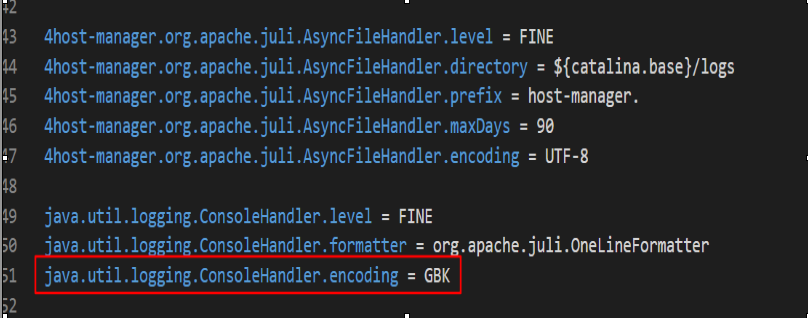 42
43 4host-manager.org.apache.juli.AsyncFileHandler.level = FINE
44 4host-manager.org.apache.juli.AsyncFileHandler.directory = ${catalina.base}/logs
45 4host-manager.org.apache.juli.AsyncFileHandler.prefix = host-manager.
46 4host-manager.org.apache.juli.AsyncFileHandler.maxDays = 90
47 4host-manager.org.apache.juli.AsyncFileHandler.encoding = UTF-8
48
49 java.util.logging.ConsoleHandler.level = FINE
50 java.util.logging.ConsoleHandler.formatter = org.apache.juli.OneLineFormatter
51 java.util.logging.ConsoleHandler.encoding = GBK
52